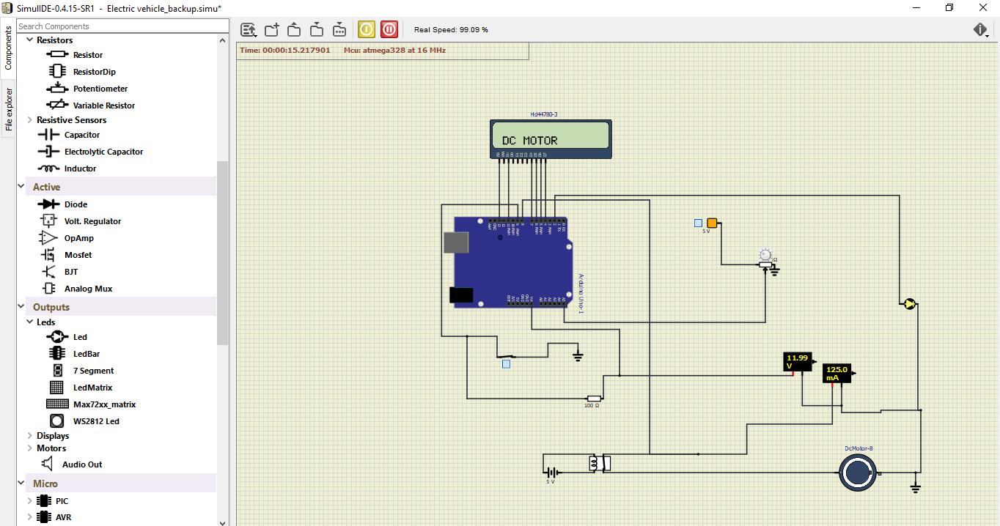 SimulIDE-0.4.15-SR1 - Electric vehicle_backup.simu*
Components
File explorer
Search Components
Resistors
Resistor
ResistorDip
Potentiometer
Variable Resistor
Resistive Sensors
Capacitor
Electrolytic Capacitor
Inductor
Active
Diode
Volt. Regulator
OpAmp
Mosfet
BJT
Analog Mux
Outputs
Leds
Led
LedBar
7 Segment
LedMatrix
Max72xx_matrix
WS2812 Led
Displays
Motors
Audio Out
Micro
PIC
AVR
Real Speed: 99.09 %
Time: 00:00:15.217901 Mcu: atmega328 at 16 MHz
Hd44780-3
DC MOTOR
Arduino Uno-1
5 V
Ω
11.99
V
125.0
mA
100 Ω
DcMotor-8
5 V